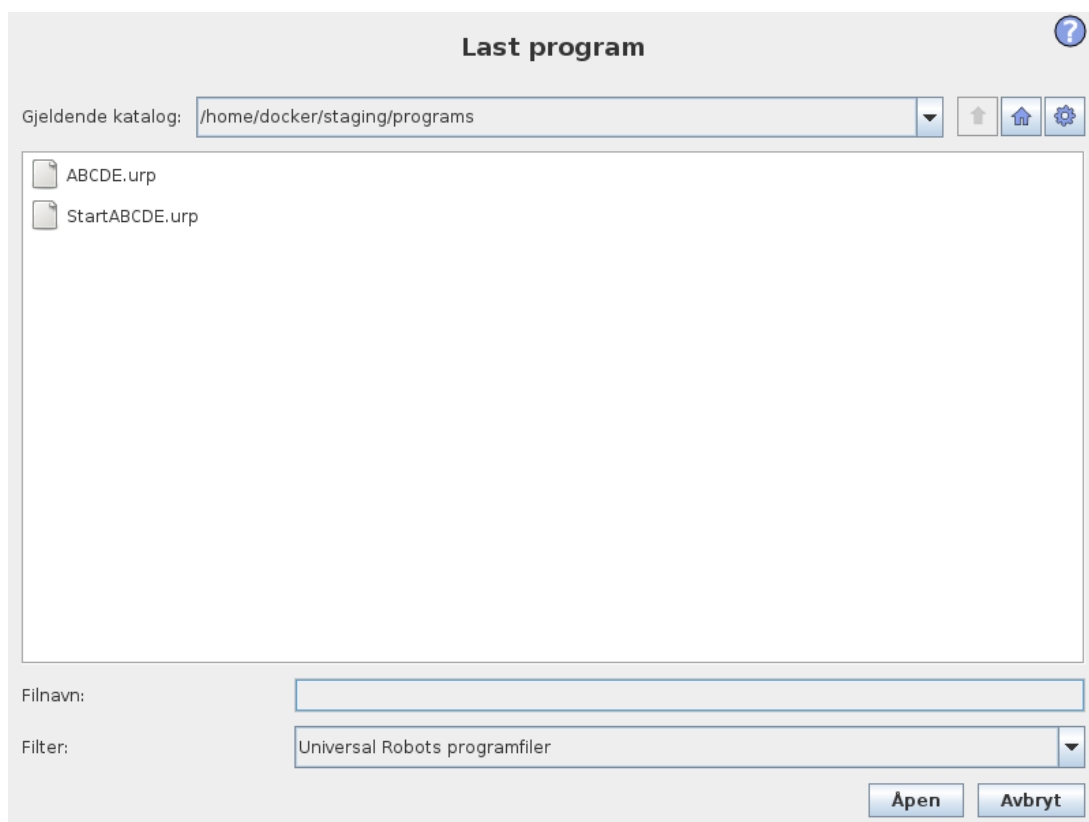 Last program
?
Gjeldende katalog: /home/docker/staging/programs
ABCDE.urp
StartABCDE.urp
Filnavn:
Filter: Universal Robots programfiler
Åpen Avbryt